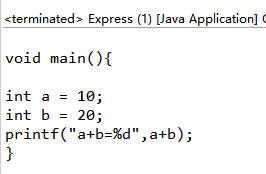 <terminated> Express (1) [Java Application]
void main(){
int a = 10;
int b = 20;
printf("a+b=%d",a+b);
}